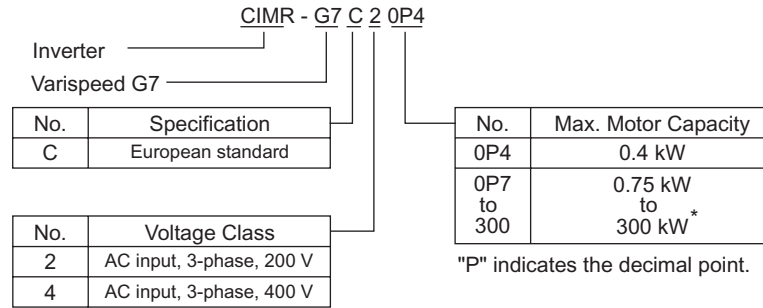 CIMR - G7 C 2 0P4
Inverter
Varispeed G7
No. Specification
C European standard
No. Voltage Class
2 AC input, 3-phase, 200 V
4 AC input, 3-phase, 400 V
No. Max. Motor Capacity
0P4 0.4 kW
0P7 0.75 kW
to to
300 300 kW*
"P" indicates the decimal point.